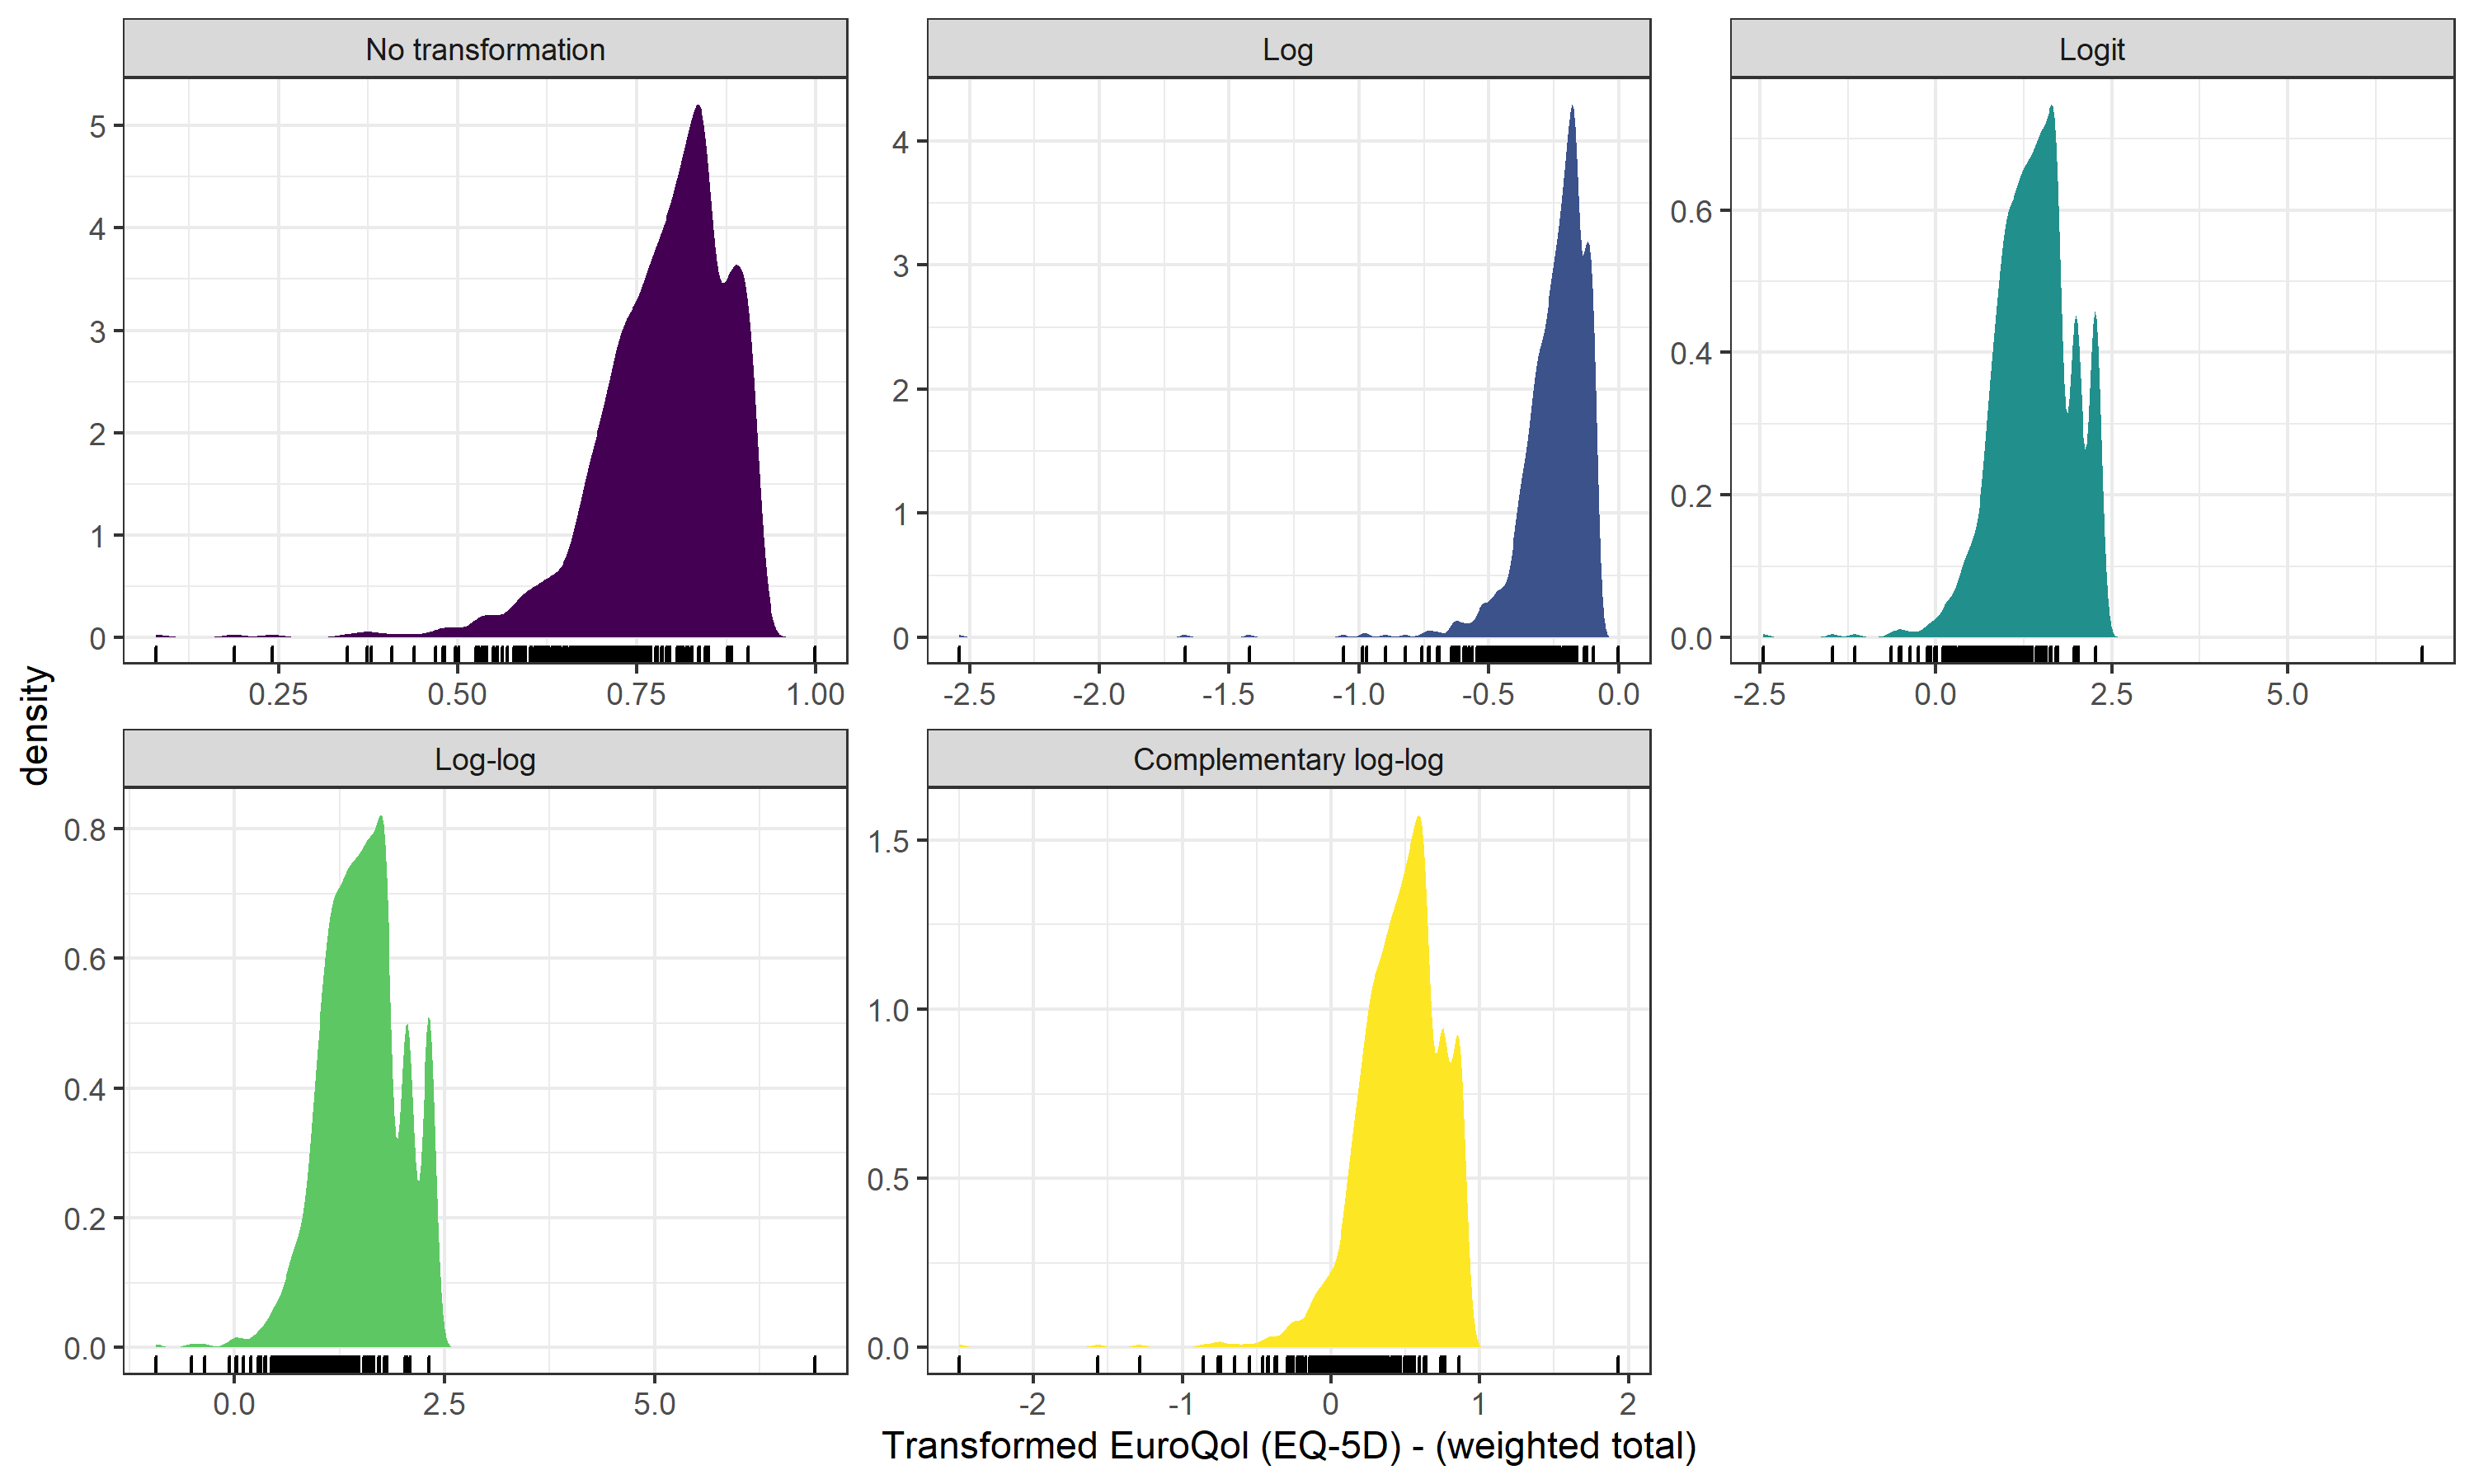 No transformation
Log
Logit
5
4
3
2
1
0
0.25 0.50 0.75 1.00
4
3
2
1
0
-2.5 -2.0 -1.5 -1.0 -0.5 0.0
0.6
0.4
0.2
0.0
-2.5 0.0 2.5 5.0
density
Log-log
Complementary log-log
0.8
0.6
0.4
0.2
0.0
0.0 2.5 5.0
1.5
1.0
0.5
0.0
-2 -1 0 1 2
Transformed EuroQol (EQ-5D) - (weighted total)